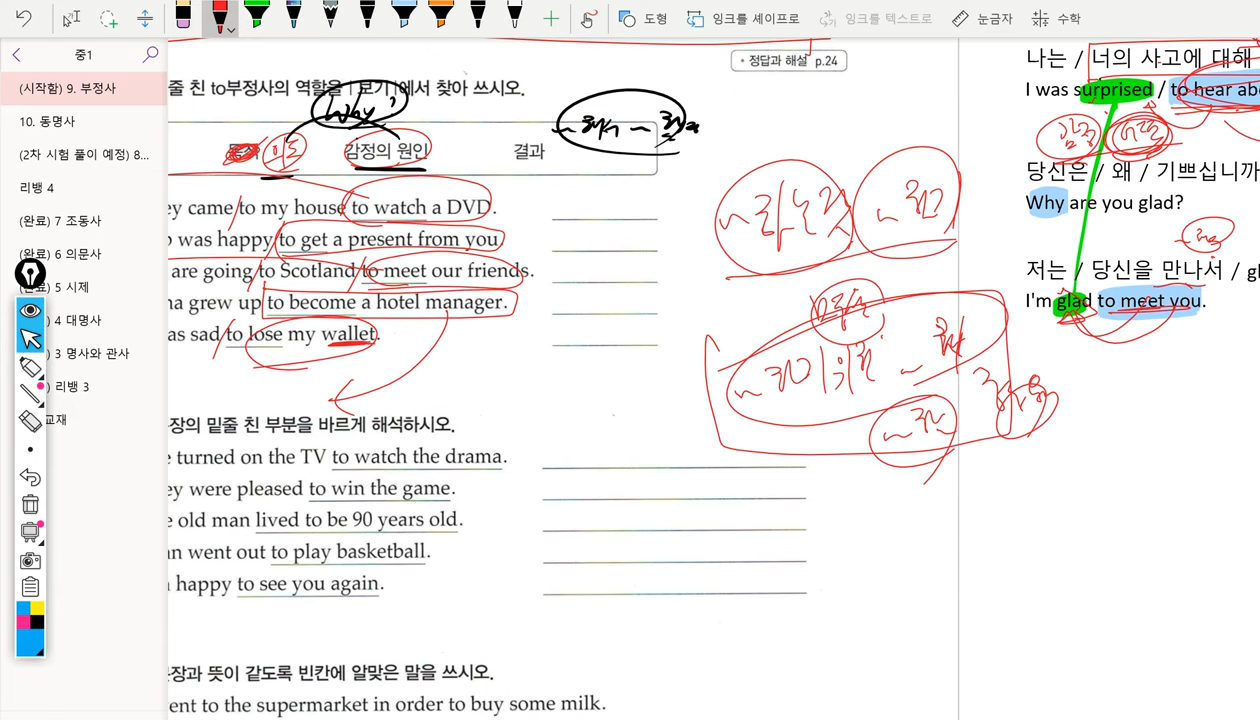 도형
잉크를 셰이프로
잉크를 텍스트로
눈금자
수학
중1
(시작함) 9. 부정사
10. 동명사
(2차 시험 풀이 예정) 8...
리뱅 4
(완료) 7 조동사
(완료) 6 의문사
5 시제
4 대명사
) 3 명사와 관사
) 리뱅 3
교재
• 정답과 해설 p.24
줄 친 to부정사의 역할을 |보기|에서 찾아 쓰시오.
Why?
의도
감정의 원인
결과
ey came to my house to watch a DVD.
was happy to get a present from you
are going to Scotland to meet our friends.
na grew up to become a hotel manager.
as sad to lose my wallet.
장의 밑줄 친 부분을 바르게 해석하시오.
e turned on the TV to watch the drama.
ey were pleased to win the game.
e old man lived to be 90 years old.
an went out to play basketball.
happy to see you again.
문장과 뜻이 같도록 빈칸에 알맞은 말을 쓰시오.
ent to the supermarket in order to buy some milk.
나는 / 너의 사고에 대해
I was surprised / to hear abo
감정
당신은 / 왜 / 기쁘십니까
Why are you glad?
저는 / 당신을 만나서 / gl
I'm glad to meet you.